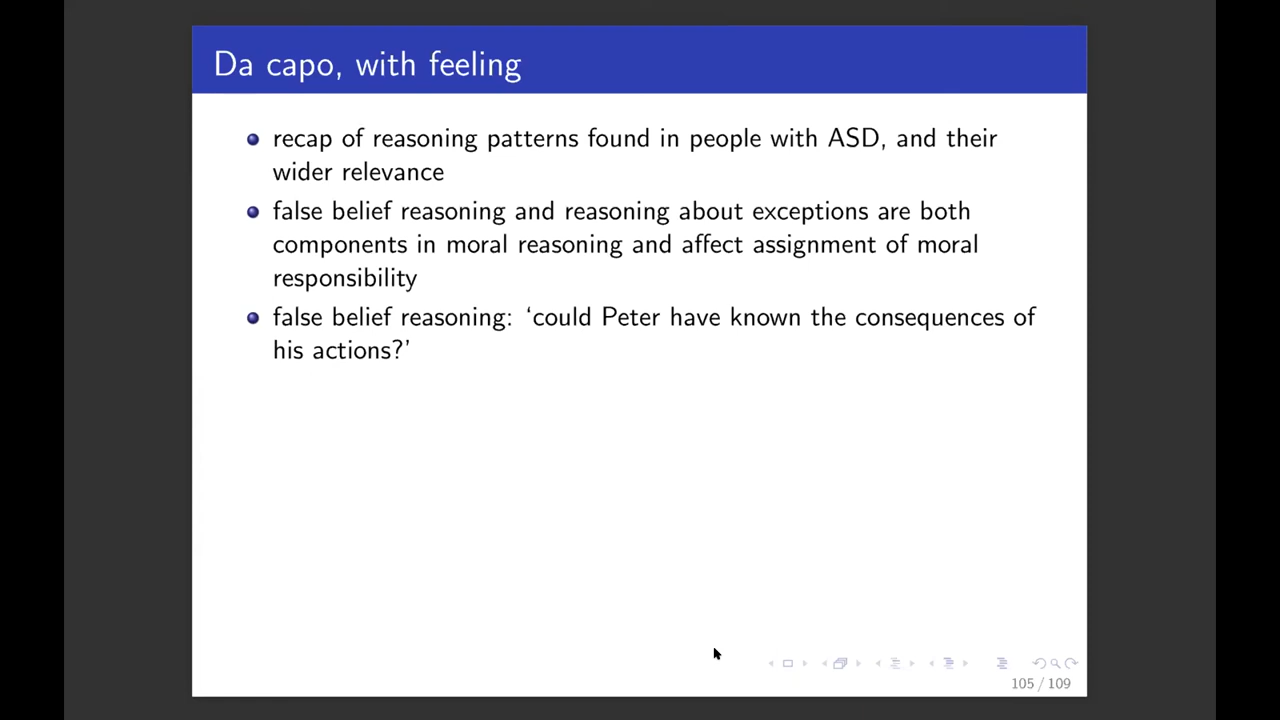 Da capo, with feeling
recap of reasoning patterns found in people with ASD, and their
wider relevance
false belief reasoning and reasoning about exceptions are both
components in moral reasoning and affect assignment of moral
responsibility
false belief reasoning: ‘could Peter have known the consequences of
his actions?’
105 / 109